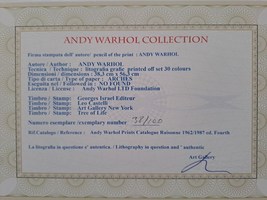 ANDY WARHOL COLLECTION
Firma stampata dell' autore/ pencil of the print : ANDY WARHOL
Autore / Author : ANDY WARHOL
Tecnica / Technique : litografia grafie printed off set 30 colours
Dimensioni / dimensions : 38,3 cm x 56,3 cm
Tipo di carta / Type of paper : ARCHES
Eseguita nel / Followed in : NO FOUND
Licenza / License : Andy Warhol LTD Foundation
Timbro / Stamp: Georges Israel Editeur
Timbro / Stamp: Leo Castelli
Timbro / Stamp: Art Gallery New York
Timbro / Stamp: Tree of Life
Numero esemplare /exemplary number 38/160
Rif.Catalogo / Reference : Andy Warhol Prints Catalogue Raisonne 1962-1987 ed. Fourth
La litografia in questione e' autentica - Lithography in question and ' authentic
Art Gallery